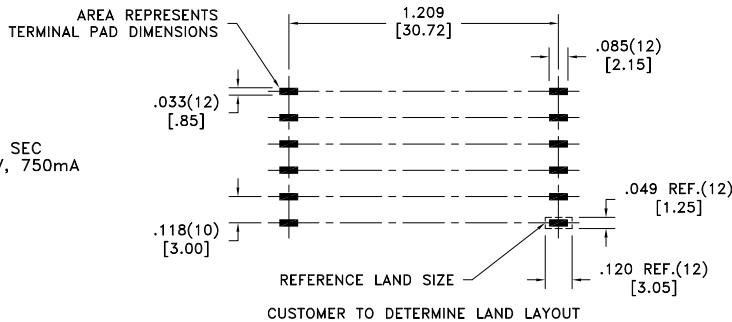 AREA REPRESENTS
TERMINAL PAD DIMENSIONS
1.209
[30.72]
.085(12)
[2.15]
.033(12)
[.85]
SEC
, 750mA
.049 REF.(12)
[1.25]
.118(10)
[3.00]
REFERENCE LAND SIZE
.120 REF.(12)
[3.05]
CUSTOMER TO DETERMINE LAND LAYOUT